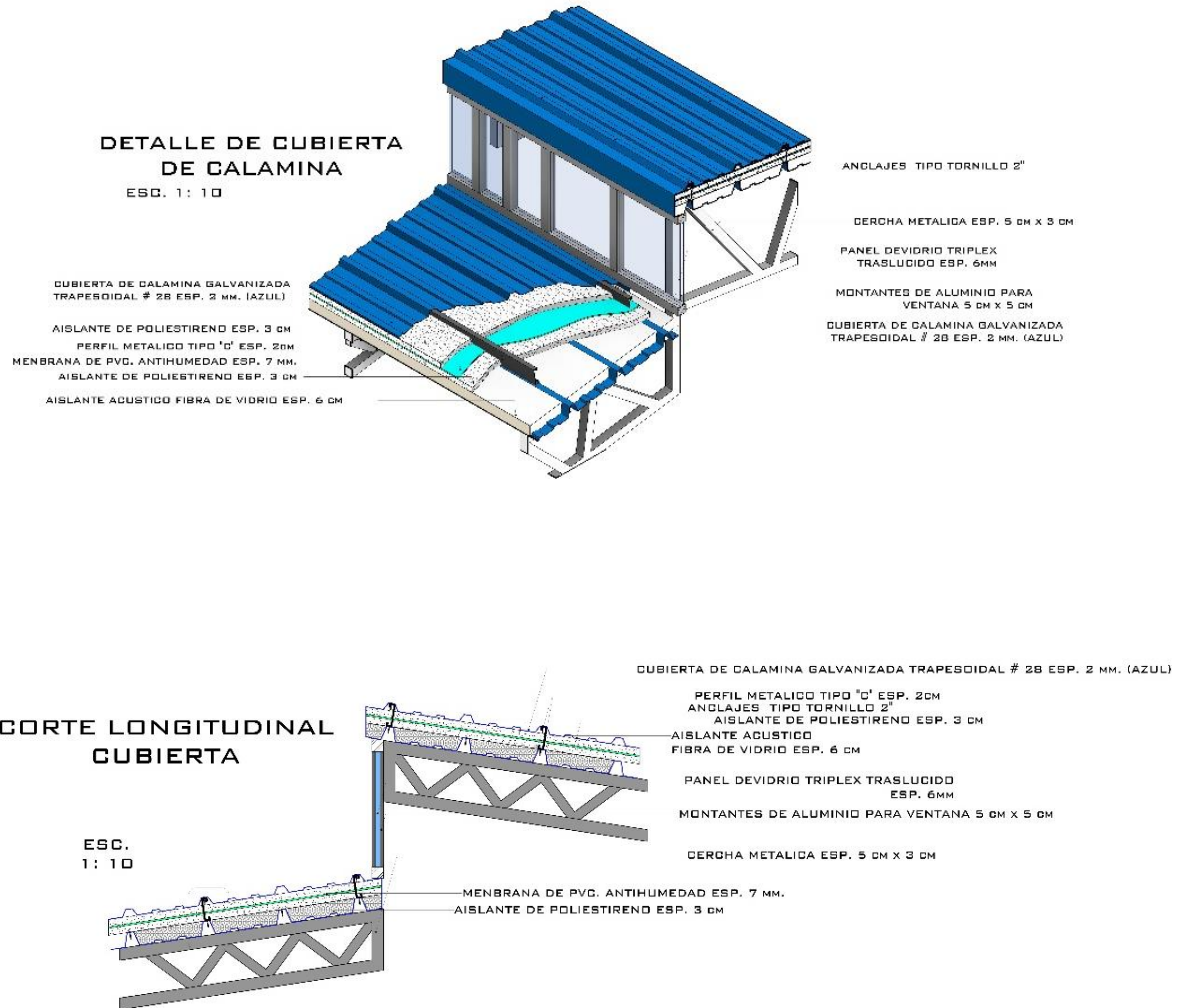 DETALLE DE CUBIERTA
DE CALAMINA
ESC. 1: 10
CUBIERTA DE CALAMINA GALVANIZADA
TRAPESOIDAL # 28 ESP. 2 MM. (AZUL)
AISLANTE DE POLIESTIRENO ESP. 3 CM
PERFIL METALICO TIPO "C" ESP. 2CM
MENBRANA DE PVC. ANTIHUMEDAD ESP. 7 MM.
AISLANTE DE POLIESTIRENO ESP. 3 CM
AISLANTE ACUSTICO FIBRA DE VIDRIO ESP. 6 CM
ANCLAJES TIPO TORNILLO 2"
CERCHA METALICA ESP. 5 CM X 3 CM
PANEL DEVIDRIO TRIPLEX
TRASLUCIDO ESP. 6MM
MONTANTES DE ALUMINIO PARA
VENTANA 5 CM X 5 CM
CUBIERTA DE CALAMINA GALVANIZADA
TRAPESOIDAL # 28 ESP. 2 MM. (AZUL)
CORTE LONGITUDINAL
CUBIERTA
ESC.
1: 10
CUBIERTA DE CALAMINA GALVANIZADA TRAPESOIDAL # 28 ESP. 2 MM. (AZUL)
PERFIL METALICO TIPO "C" ESP. 2CM
ANCLAJES TIPO TORNILLO 2"
AISLANTE DE POLIESTIRENO ESP. 3 CM
AISLANTE ACUSTICO
FIBRA DE VIDRIO ESP. 6 CM
PANEL DEVIDRIO TRIPLEX TRASLUCIDO
ESP. 6MM
MONTANTES DE ALUMINIO PARA VENTANA 5 CM X 5 CM
CERCHA METALICA ESP. 5 CM X 3 CM
MENBRANA DE PVC. ANTIHUMEDAD ESP. 7 MM.
AISLANTE DE POLIESTIRENO ESP. 3 CM